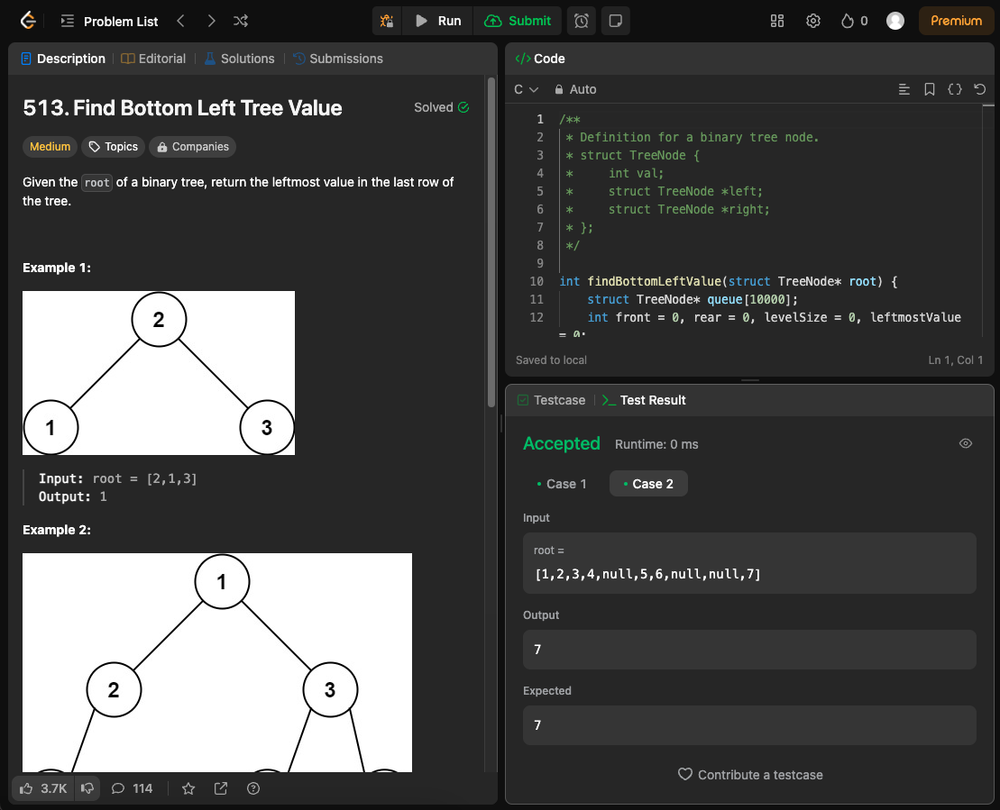 Problem List
Run
Submit
0
Premium
Description
Editorial
Solutions
Submissions
513. Find Bottom Left Tree Value
Solved
Medium
Topics
Companies
Given the root of a binary tree, return the leftmost value in the last row of
the tree.
Example 1:
2
1
3
Input: root = [2,1,3]
Output: 1
Example 2:
1
2
3
3.7K
114
</> Code
C
Auto
1 /**
2 * Definition for a binary tree node.
3 * struct TreeNode {
4 *     int val;
5 *     struct TreeNode *left;
6 *     struct TreeNode *right;
7 * };
8 */
9
10 int findBottomLeftValue(struct TreeNode* root) {
11     struct TreeNode* queue[10000];
12     int front = 0, rear = 0, levelSize = 0, leftmostValue
= 0;
Saved to local
Ln 1, Col 1
Testcase
>_ Test Result
Accepted
Runtime: 0 ms
• Case 1
• Case 2
Input
root =
[1,2,3,4,null,5,6,null,null,7]
Output
7
Expected
7
Contribute a testcase